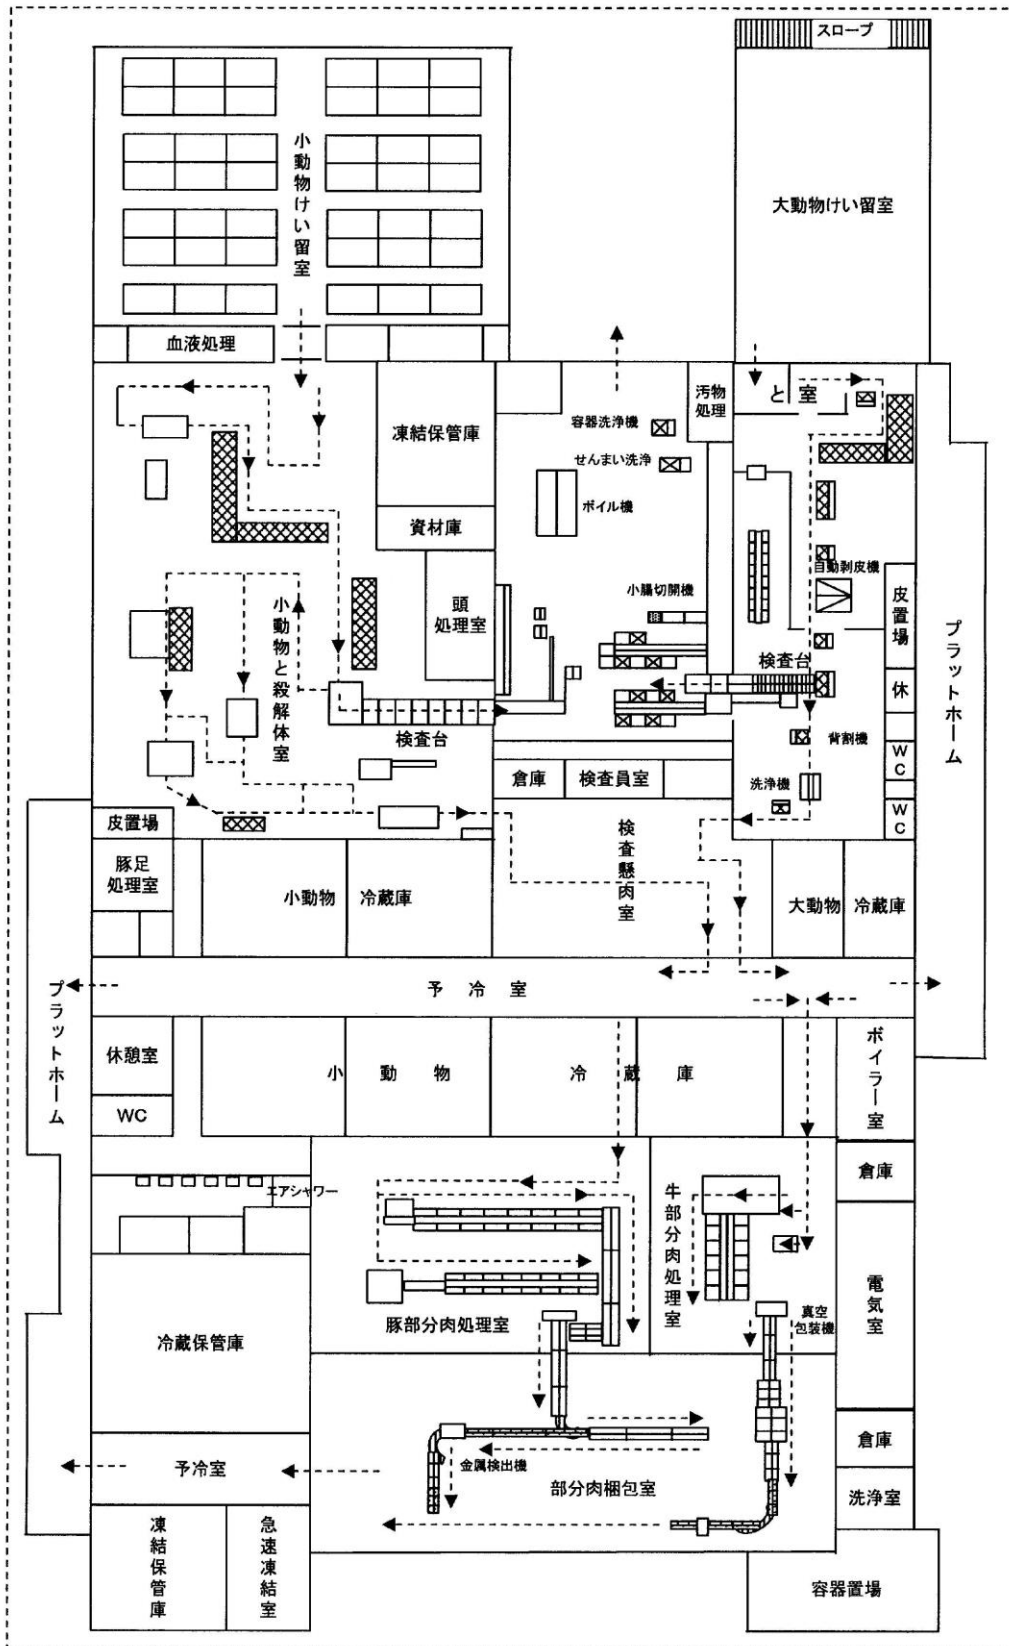 スロープ
小動物けい留室
大動物けい留室
血液処理
と室
汚物
処理
凍結保管庫
容器洗浄機
せんまい洗浄
ボイル機
資材庫
自動剥皮機
頭
処理室
小腸切開機
皮置場
プラットホーム
小動物と殺解体室
検査台
休
検査台
背割機
WC
倉庫
検査員室
洗浄機
WC
皮置場
検査懸肉室
豚足
処理室
小動物 冷蔵庫
大動物 冷蔵庫
プラットホーム
予冷室
休憩室
小動物冷蔵庫
ボイラー室
WC
エアシャワー
倉庫
牛部分肉処理室
電気室
豚部分肉処理室
真空
包装機
冷蔵保管庫
倉庫
予冷室
金属検出機
部分肉梱包室
洗浄室
凍結保管庫
急速凍結室
容器置場